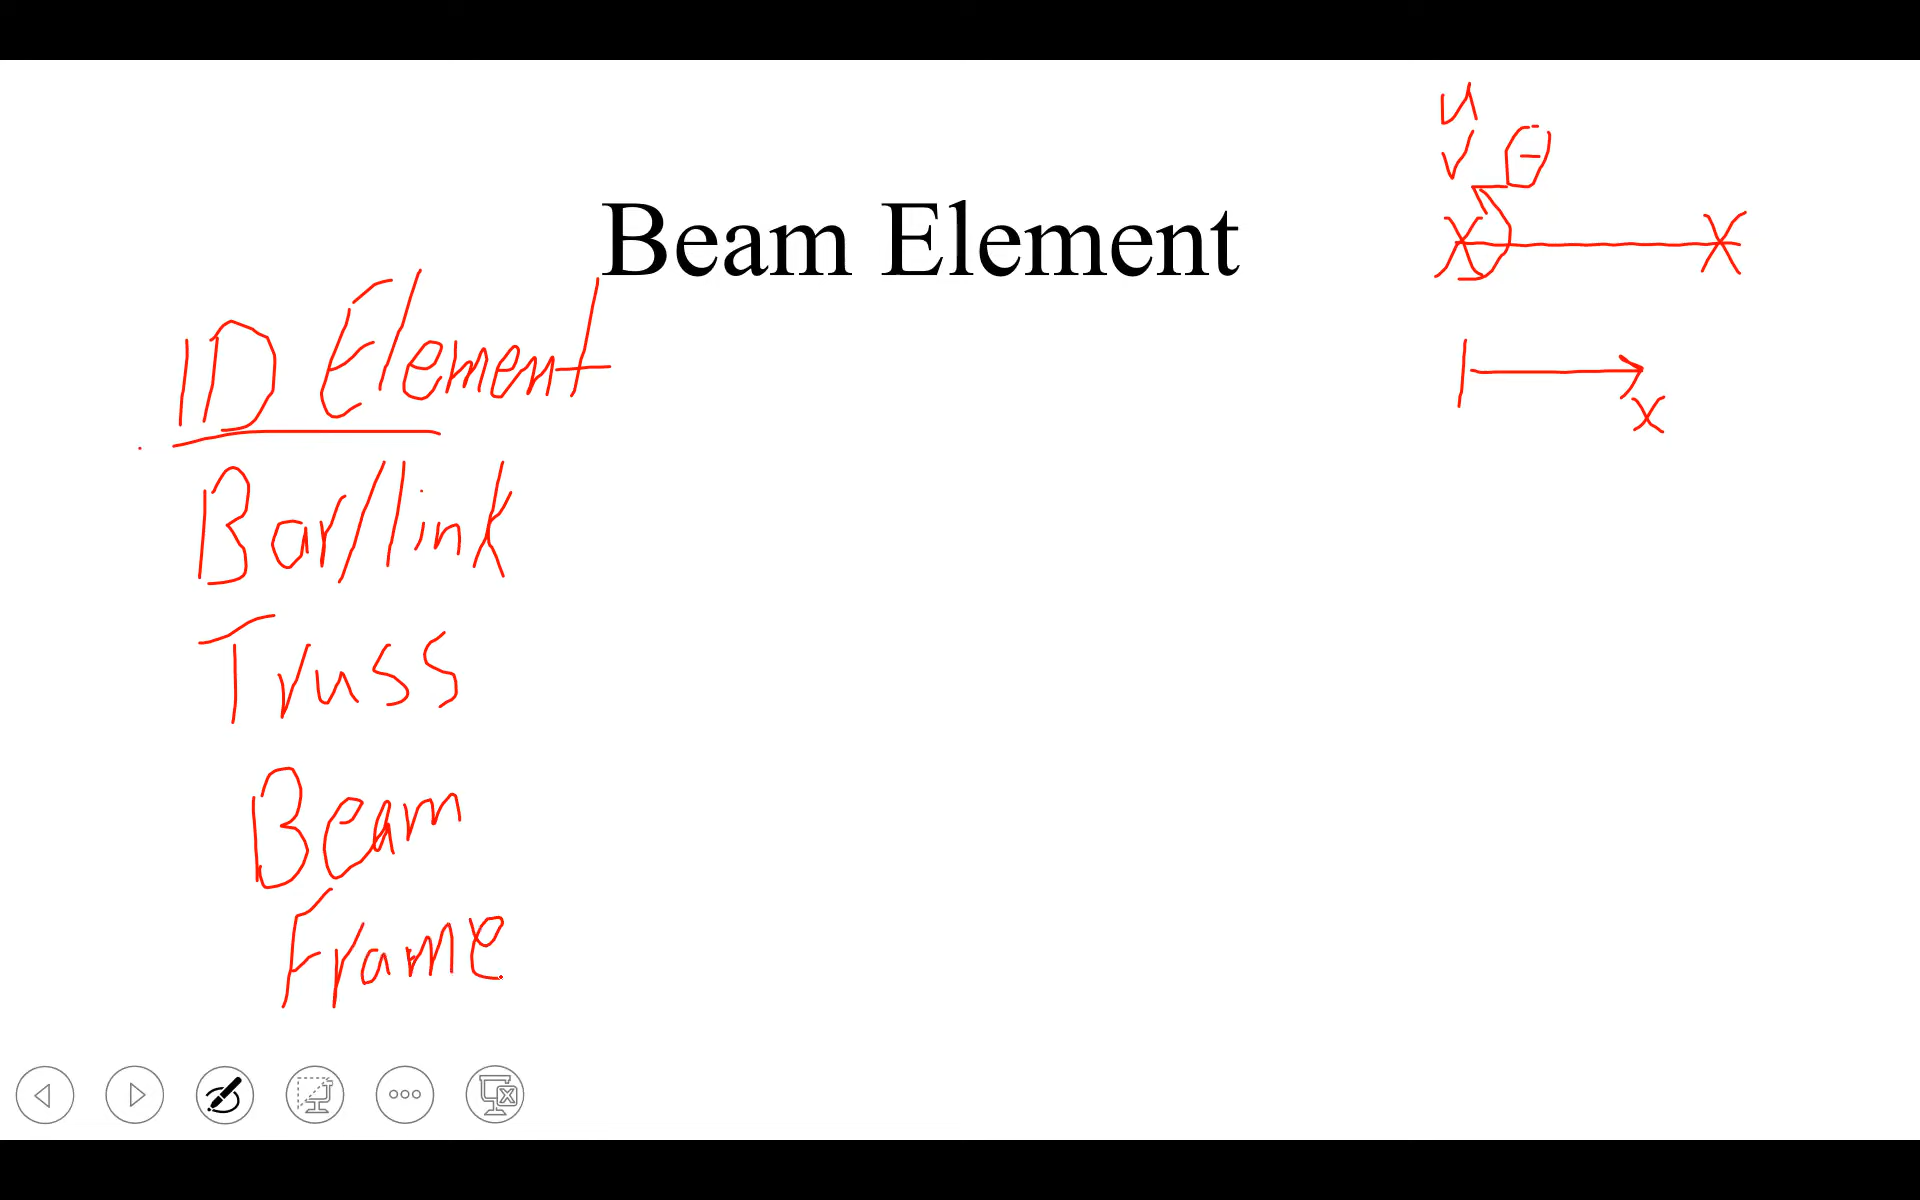 Beam Element
1D Element
Bar/link
Truss
Beam
Frame
u
v θ
x